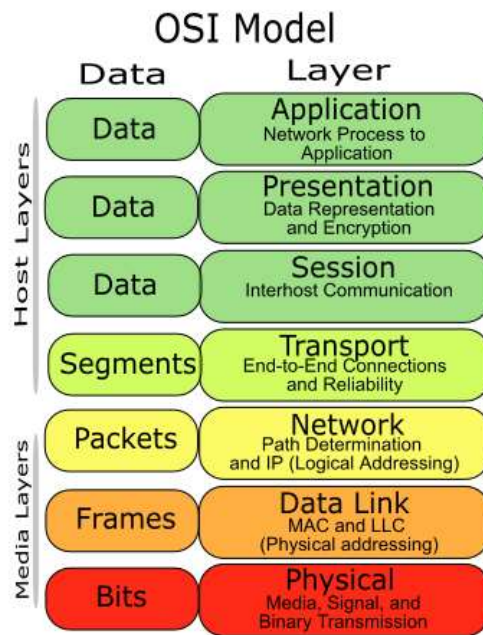 OSI Model
Data Layer
Host Layers
Data
Application
Network Process to
Application
Data
Presentation
Data Representation
and Encryption
Data
Session
Interhost Communication
Segments
Transport
End-to-End Connections
and Reliability
Media Layers
Packets
Network
Path Determination
and IP (Logical Addressing)
Frames
Data Link
MAC and LLC
(Physical addressing)
Bits
Physical
Media, Signal, and
Binary Transmission